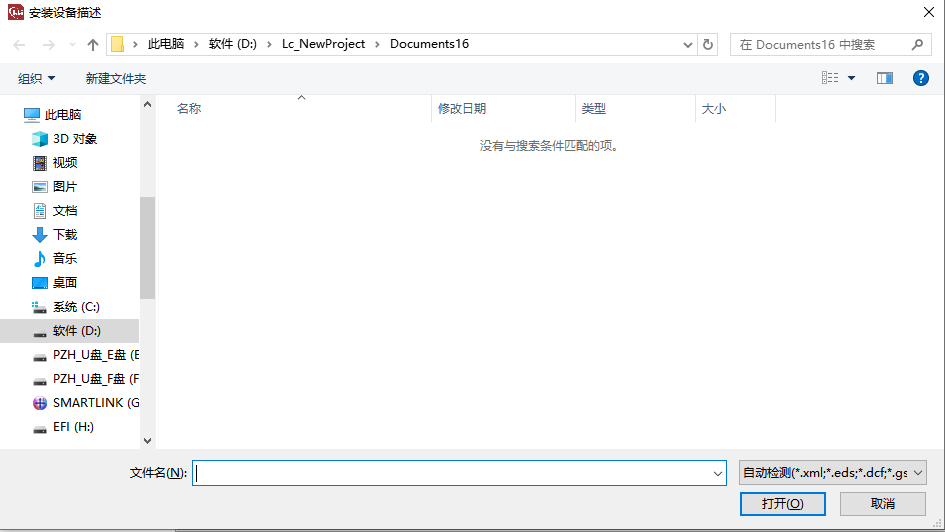 安装设备描述
此电脑 › 软件 (D:) › Lc_NewProject › Documents16
在 Documents16 中搜索
组织 新建文件夹
名称 修改日期 类型 大小
没有与搜索条件匹配的项。
此电脑
3D 对象
视频
图片
文档
下载
音乐
桌面
系统 (C:)
软件 (D:)
PZH_U盘_E盘 (E
PZH_U盘_F盘 (F
SMARTLINK (G
EFI (H:)
文件名(N):
自动检测(*.xml;*.eds;*.dcf;*.gs
打开(O) 取消